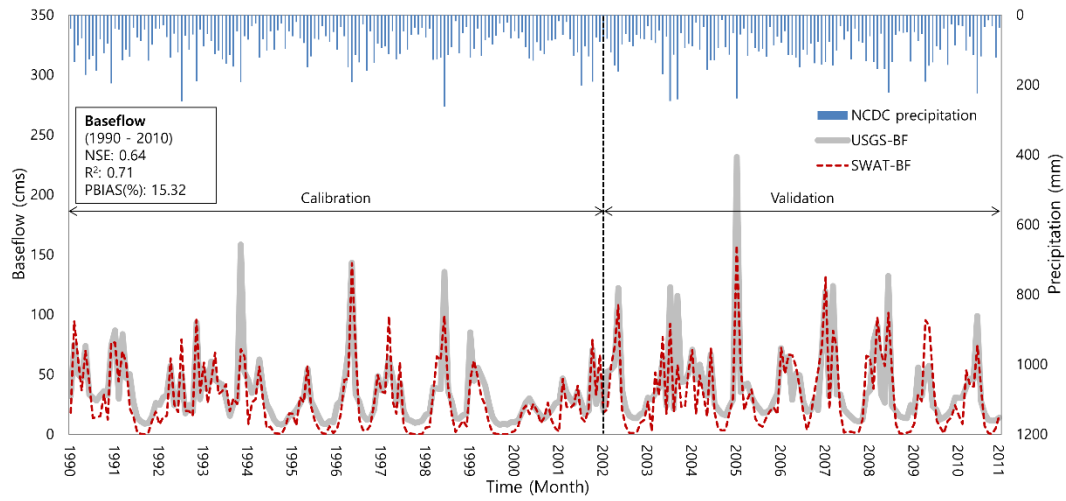 350
300
250
200
150
100
50
0
Baseflow (cms)
0
200
400
600
800
1000
1200
Precipitation (mm)
Baseflow
(1990 - 2010)
NSE: 0.64
R²: 0.71
PBIAS(%): 15.32
NCDC precipitation
USGS-BF
SWAT-BF
Calibration
Validation
1990
1991
1992
1993
1994
1995
1996
1997
1998
1999
2000
2001
2002
2003
2004
2005
2006
2007
2008
2009
2010
2011
Time (Month)